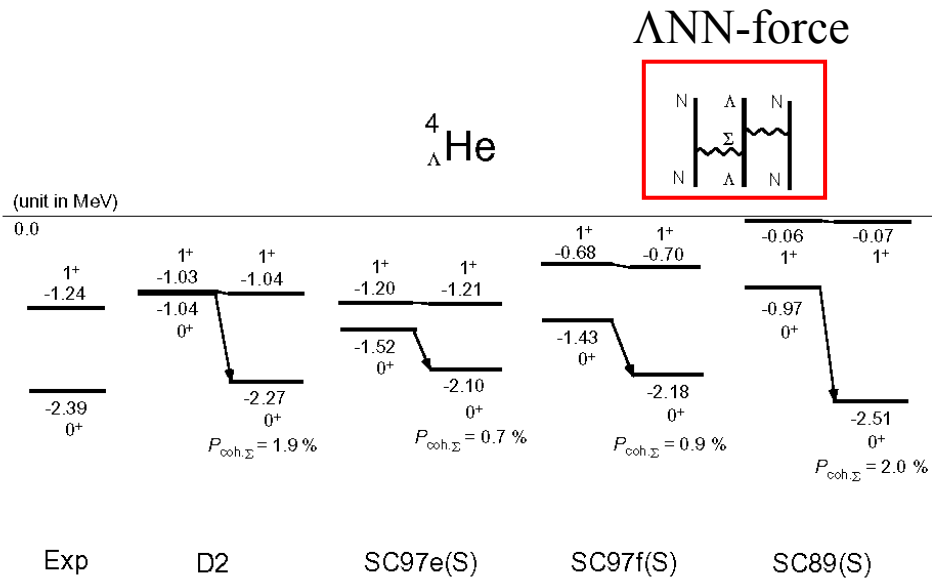 ΛNN-force
N Λ N
Σ
N Λ N
⁴ΛHe
(unit in MeV)
0.0
Exp
1⁺
-1.24
-2.39
0⁺
1⁺
-1.03
-1.04
0⁺
1⁺
-1.04
-2.27
0⁺
Pcoh.Σ = 1.9 %
D2
1⁺
-1.20
-1.52
0⁺
1⁺
-1.21
-2.10
0⁺
Pcoh.Σ = 0.7 %
SC97e(S)
1⁺
-0.68
-1.43
0⁺
1⁺
-0.70
-2.18
0⁺
Pcoh.Σ = 0.9 %
SC97f(S)
-0.06
1⁺
-0.97
0⁺
-0.07
1⁺
-2.51
0⁺
Pcoh.Σ = 2.0 %
SC89(S)